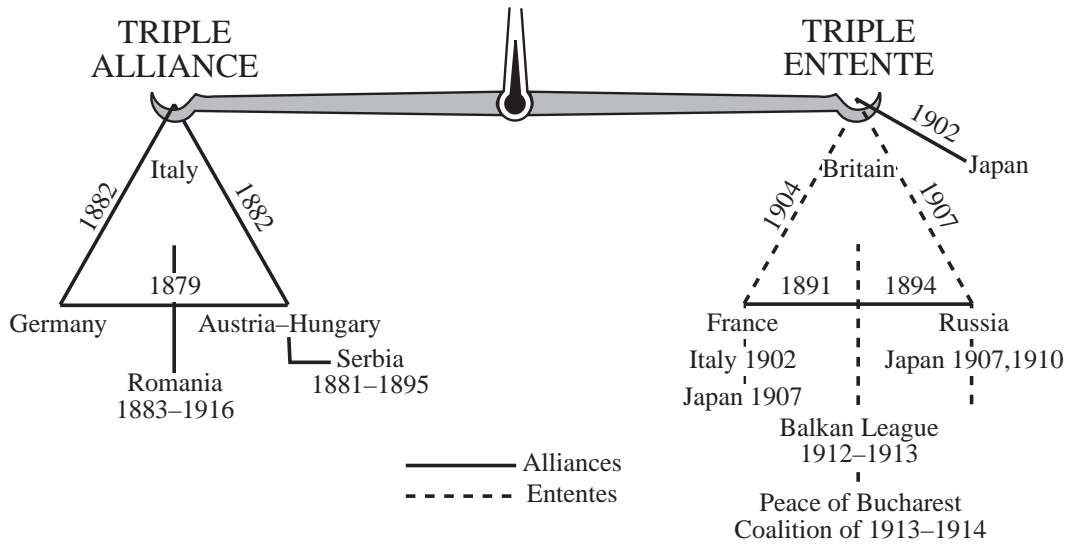 TRIPLE
ALLIANCE
TRIPLE
ENTENTE
1902
Italy
Britain
Japan
1882
1882
1904
1907
1879
1891
1894
Germany
Austria–Hungary
France
Russia
Serbia
1881–1895
Italy 1902
Japan 1907,1910
Romania
1883–1916
Japan 1907
Balkan League
1912–1913
Alliances
Ententes
Peace of Bucharest
Coalition of 1913–1914